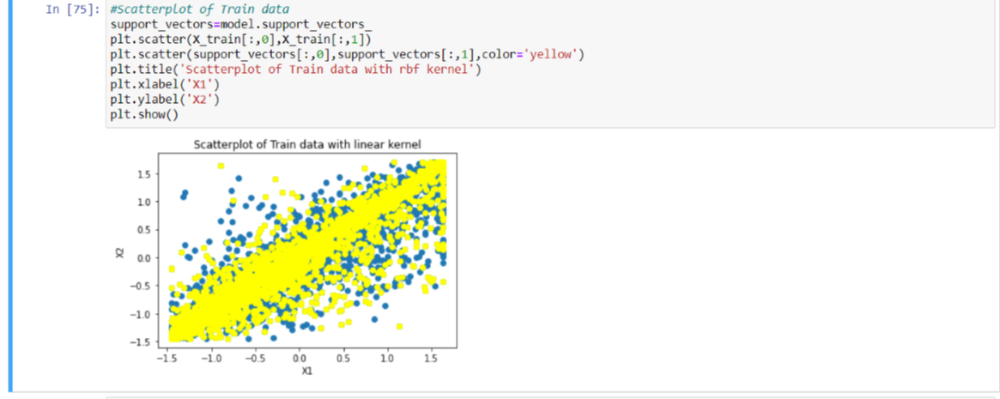 In [75]: #Scatterplot of Train data
support_vectors=model.support_vectors_
plt.scatter(X_train[:,0],X_train[:,1])
plt.scatter(support_vectors[:,0],support_vectors[:,1],color='yellow')
plt.title('Scatterplot of Train data with rbf kernel')
plt.xlabel('X1')
plt.ylabel('X2')
plt.show()
Scatterplot of Train data with linear kernel
1.5
1.0
0.5
0.0
−0.5
−1.0
−1.5
X2
−1.5 −1.0 −0.5 0.0 0.5 1.0 1.5
X1